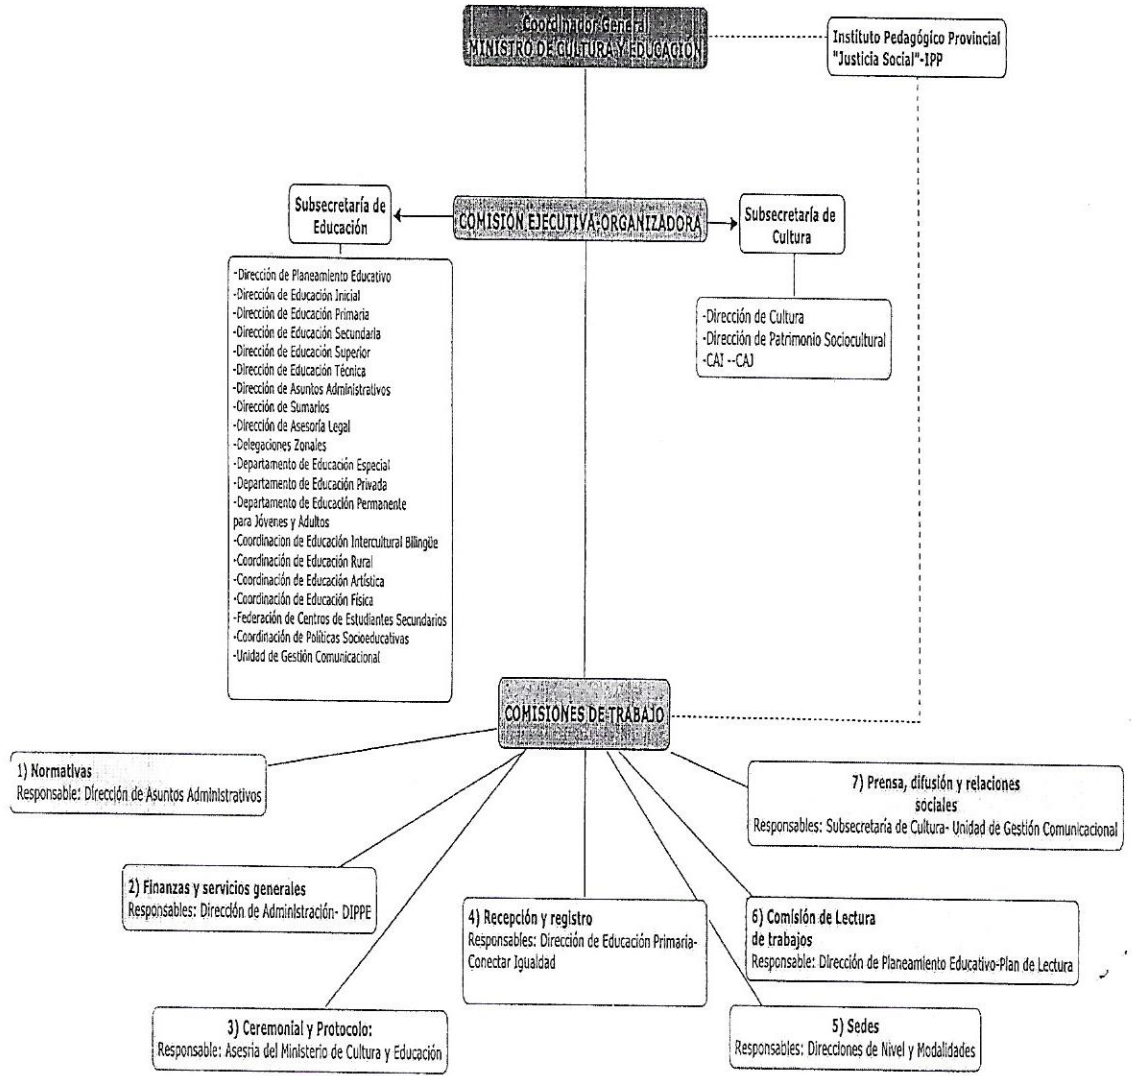 Coordinador General
MINISTRO DE CULTURA Y EDUCACIÓN
Instituto Pedagógico Provincial
"Justicia Social"-IPP
Subsecretaría de
Educación
COMISIÓN EJECUTIVA-ORGANIZADORA
Subsecretaría de
Cultura
-Dirección de Planeamiento Educativo
-Dirección de Educación Inicial
-Dirección de Educación Primaria
-Dirección de Educación Secundaria
-Dirección de Educación Superior
-Dirección de Educación Técnica
-Dirección de Asuntos Administrativos
-Dirección de Sumarios
-Dirección de Asesoría Legal
-Delegaciones Zonales
-Departamento de Educación Especial
-Departamento de Educación Privada
-Departamento de Educación Permanente
para Jóvenes y Adultos
-Coordinacion de Educación Intercultural Bilingüe
-Coordinación de Educación Rural
-Coordinación de Educación Artística
-Coordinación de Educación Física
-Federación de Centros de Estudiantes Secundarios
-Coordinación de Políticas Socioeducativas
-Unidad de Gestión Comunicacional
-Dirección de Cultura
-Dirección de Patrimonio Sociocultural
-CAI --CAJ
COMISIONES DE TRABAJO
1) Normativas
Responsable: Dirección de Asuntos Administrativos
2) Finanzas y servicios generales
Responsables: Dirección de Administración- DIPPE
3) Ceremonial y Protocolo:
Responsable: Asesria del Ministerio de Cultura y Educación
4) Recepción y registro
Responsables: Dirección de Educación Primaria-
Conectar Igualdad
5) Sedes
Responsables: Direcciones de Nivel y Modalidades
6) Comisión de Lectura
de trabajos
Responsable: Dirección de Planeamiento Educativo-Plan de Lectura
7) Prensa, difusión y relaciones
sociales
Responsables: Subsecretaría de Cultura- Unidad de Gestión Comunicacional